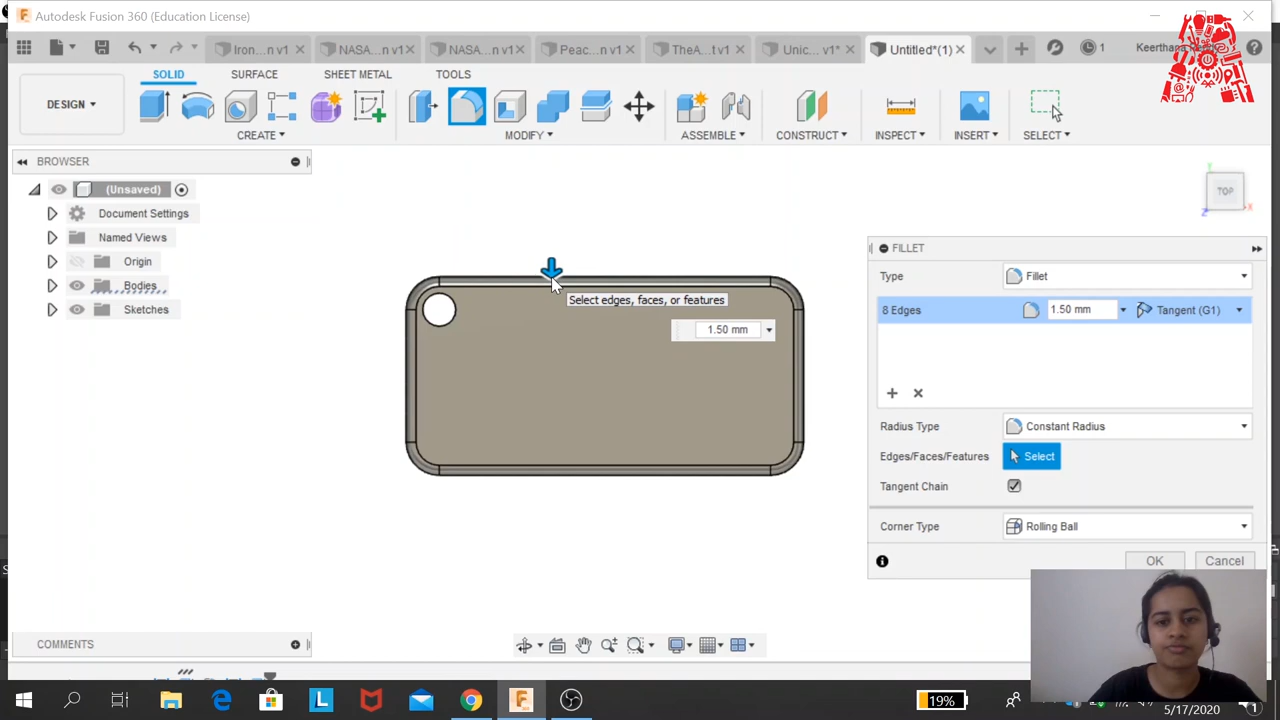 Autodesk Fusion 360 (Education License)
Iron...n v1
NASA...n v1
NASA...n
Peac...n v1
TheA...t v1
Unic... v1*
Untitled*(1)
1
Keerthana
DESIGN
SOLID
SURFACE
SHEET METAL
TOOLS
CREATE
MODIFY
ASSEMBLE
CONSTRUCT
INSPECT
INSERT
SELECT
BROWSER
(Unsaved)
Document Settings
Named Views
Origin
Bodies
Sketches
TOP
X
Select edges, faces, or features
1.50 mm
FILLET
Type
Fillet
8 Edges
1.50 mm
Tangent (G1)
Radius Type
Constant Radius
Edges/Faces/Features
Select
Tangent Chain
Corner Type
Rolling Ball
OK
Cancel
COMMENTS
19%
5/17/2020
1